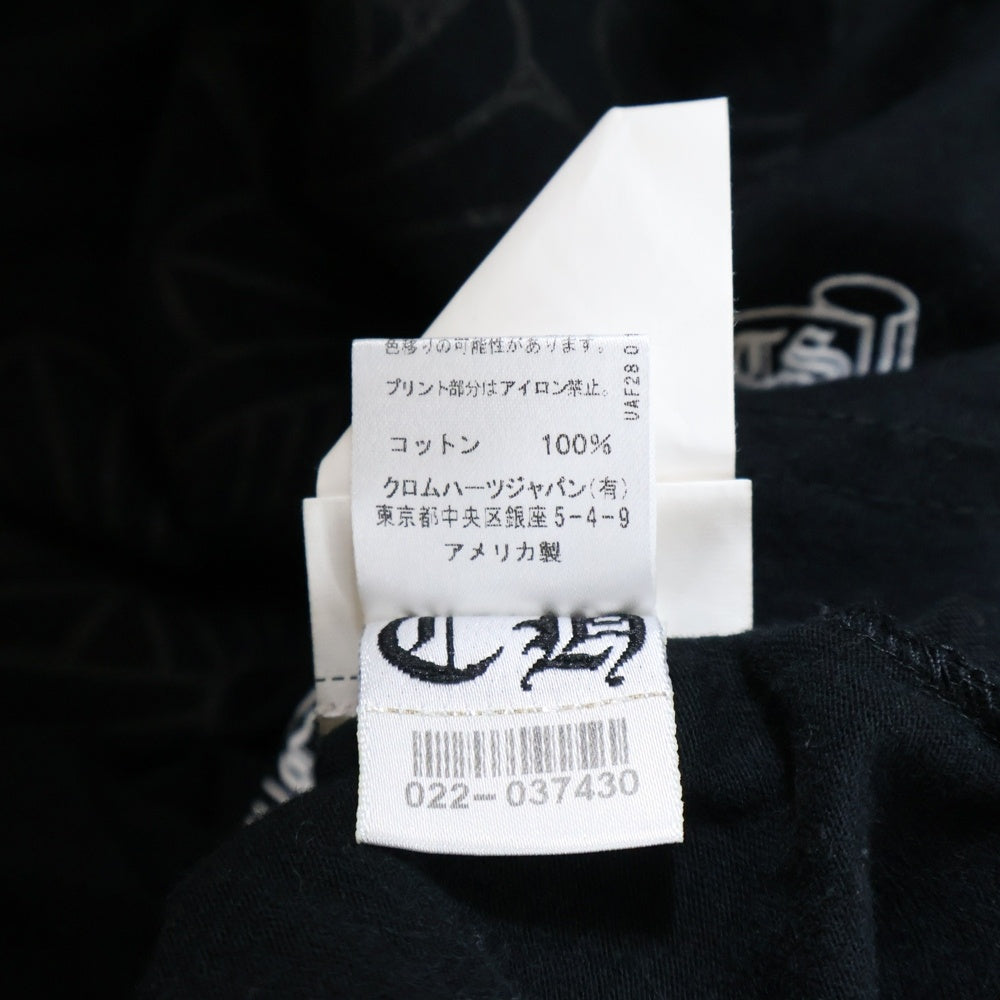 色移りの可能性があります。
プリント部分はアイロン禁止。
UAF280
コットン 100%
クロムハーツジャパン(有)
東京都中央区銀座5-4-9
アメリカ製
CH
022-037430
TS